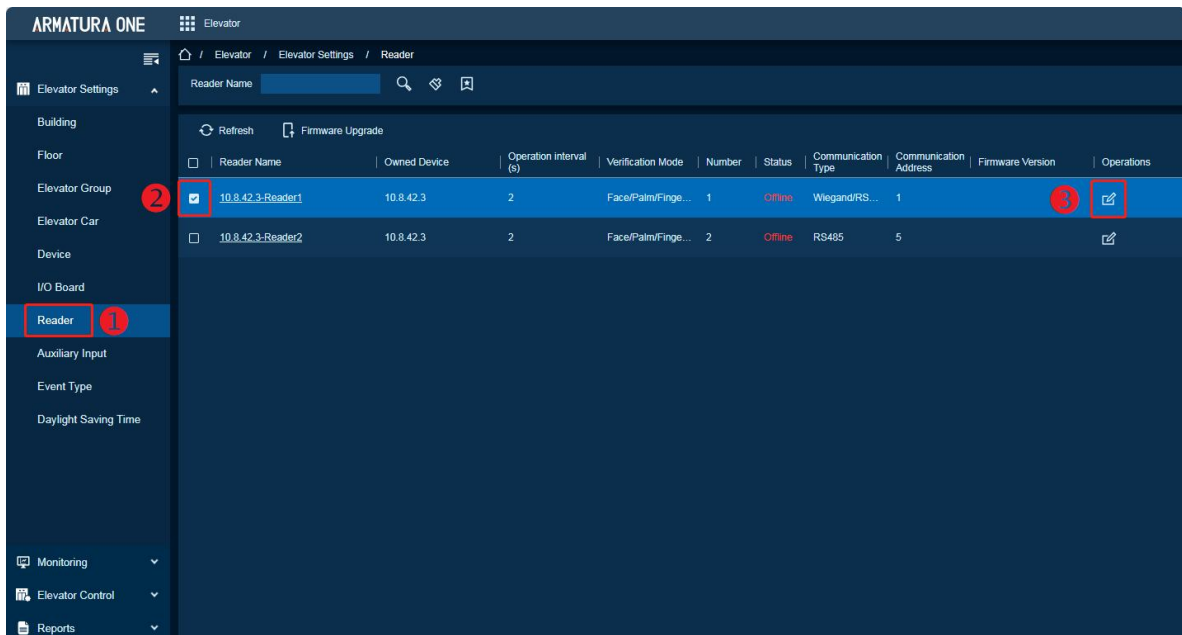 ARMATURA ONE
Elevator
/ Elevator / Elevator Settings / Reader
Elevator Settings
Building
Floor
Elevator Group
Elevator Car
Device
I/O Board
Reader
1
Auxiliary Input
Event Type
Daylight Saving Time
Monitoring
Elevator Control
Reports
Reader Name
Refresh Firmware Upgrade
Reader Name Owned Device Operation interval (s) Verification Mode Number Status Communication Type Communication Address Firmware Version Operations
2 10.8.42.3-Reader1 10.8.42.3 2 Face/Palm/Finge... 1 Offline Wiegand/RS... 1 3
10.8.42.3-Reader2 10.8.42.3 2 Face/Palm/Finge... 2 Offline RS485 5